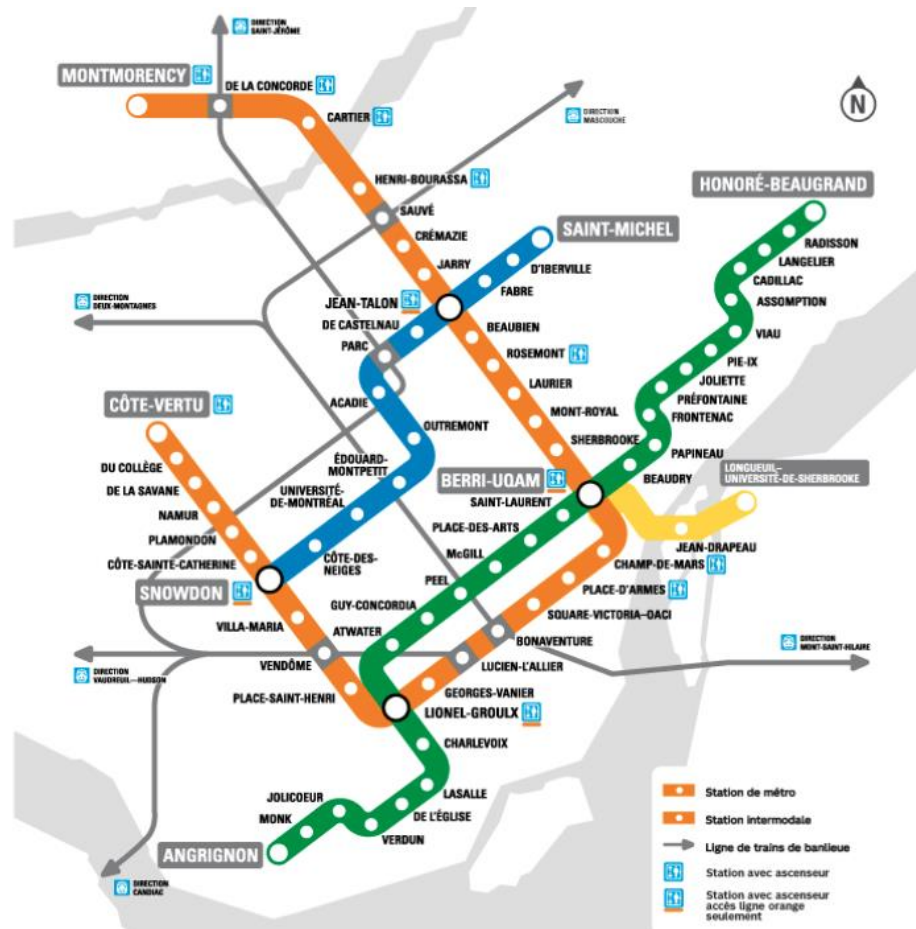 DIRECTION
SAINT-JÉRÔME
MONTMORENCY
DE LA CONCORDE
CARTIER
DIRECTION
MASCOUCHE
N
HENRI-BOURASSA
SAUVÉ
CRÉMAZIE
JARRY
HONORÉ-BEAUGRAND
SAINT-MICHEL
RADISSON
LANGELIER
CADILLAC
ASSOMPTION
VIAU
PIE-IX
JOLIETTE
PRÉFONTAINE
FRONTENAC
PAPINEAU
BEAUDRY
D'IBERVILLE
FABRE
DIRECTION
DEUX-MONTAGNES
JEAN-TALON
DE CASTELNAU
PARC
ACADIE
OUTREMONT
ÉDOUARD-
MONTPETIT
UNIVERSITÉ-
DE-MONTRÉAL
CÔTE-DES-
NEIGES
BEAUBIEN
ROSEMONT
LAURIER
MONT-ROYAL
SHERBROOKE
BERRI-UQAM
LONGUEUIL–
UNIVERSITÉ-DE-SHERBROOKE
JEAN-DRAPEAU
CÔTE-VERTU
DU COLLÈGE
DE LA SAVANE
NAMUR
PLAMONDON
CÔTE-SAINTE-CATHERINE
SNOWDON
VILLA-MARIA
VENDÔME
PLACE-SAINT-HENRI
SAINT-LAURENT
PLACE-DES-ARTS
McGILL
PEEL
GUY-CONCORDIA
ATWATER
CHAMP-DE-MARS
PLACE-D'ARMES
SQUARE-VICTORIA–OACI
BONAVENTURE
LUCIEN-L'ALLIER
GEORGES-VANIER
LIONEL-GROULX
DIRECTION
MONT-SAINT-HILAIRE
DIRECTION
VAUDREUIL—HUDSON
CHARLEVOIX
LASALLE
DE L'ÉGLISE
VERDUN
JOLICOEUR
MONK
ANGRIGNON
DIRECTION
CANDIAC
Station de métro
Station intermodale
Ligne de trains de banlieue
Station avec ascenseur
Station avec ascenseur
accès ligne orange
seulement